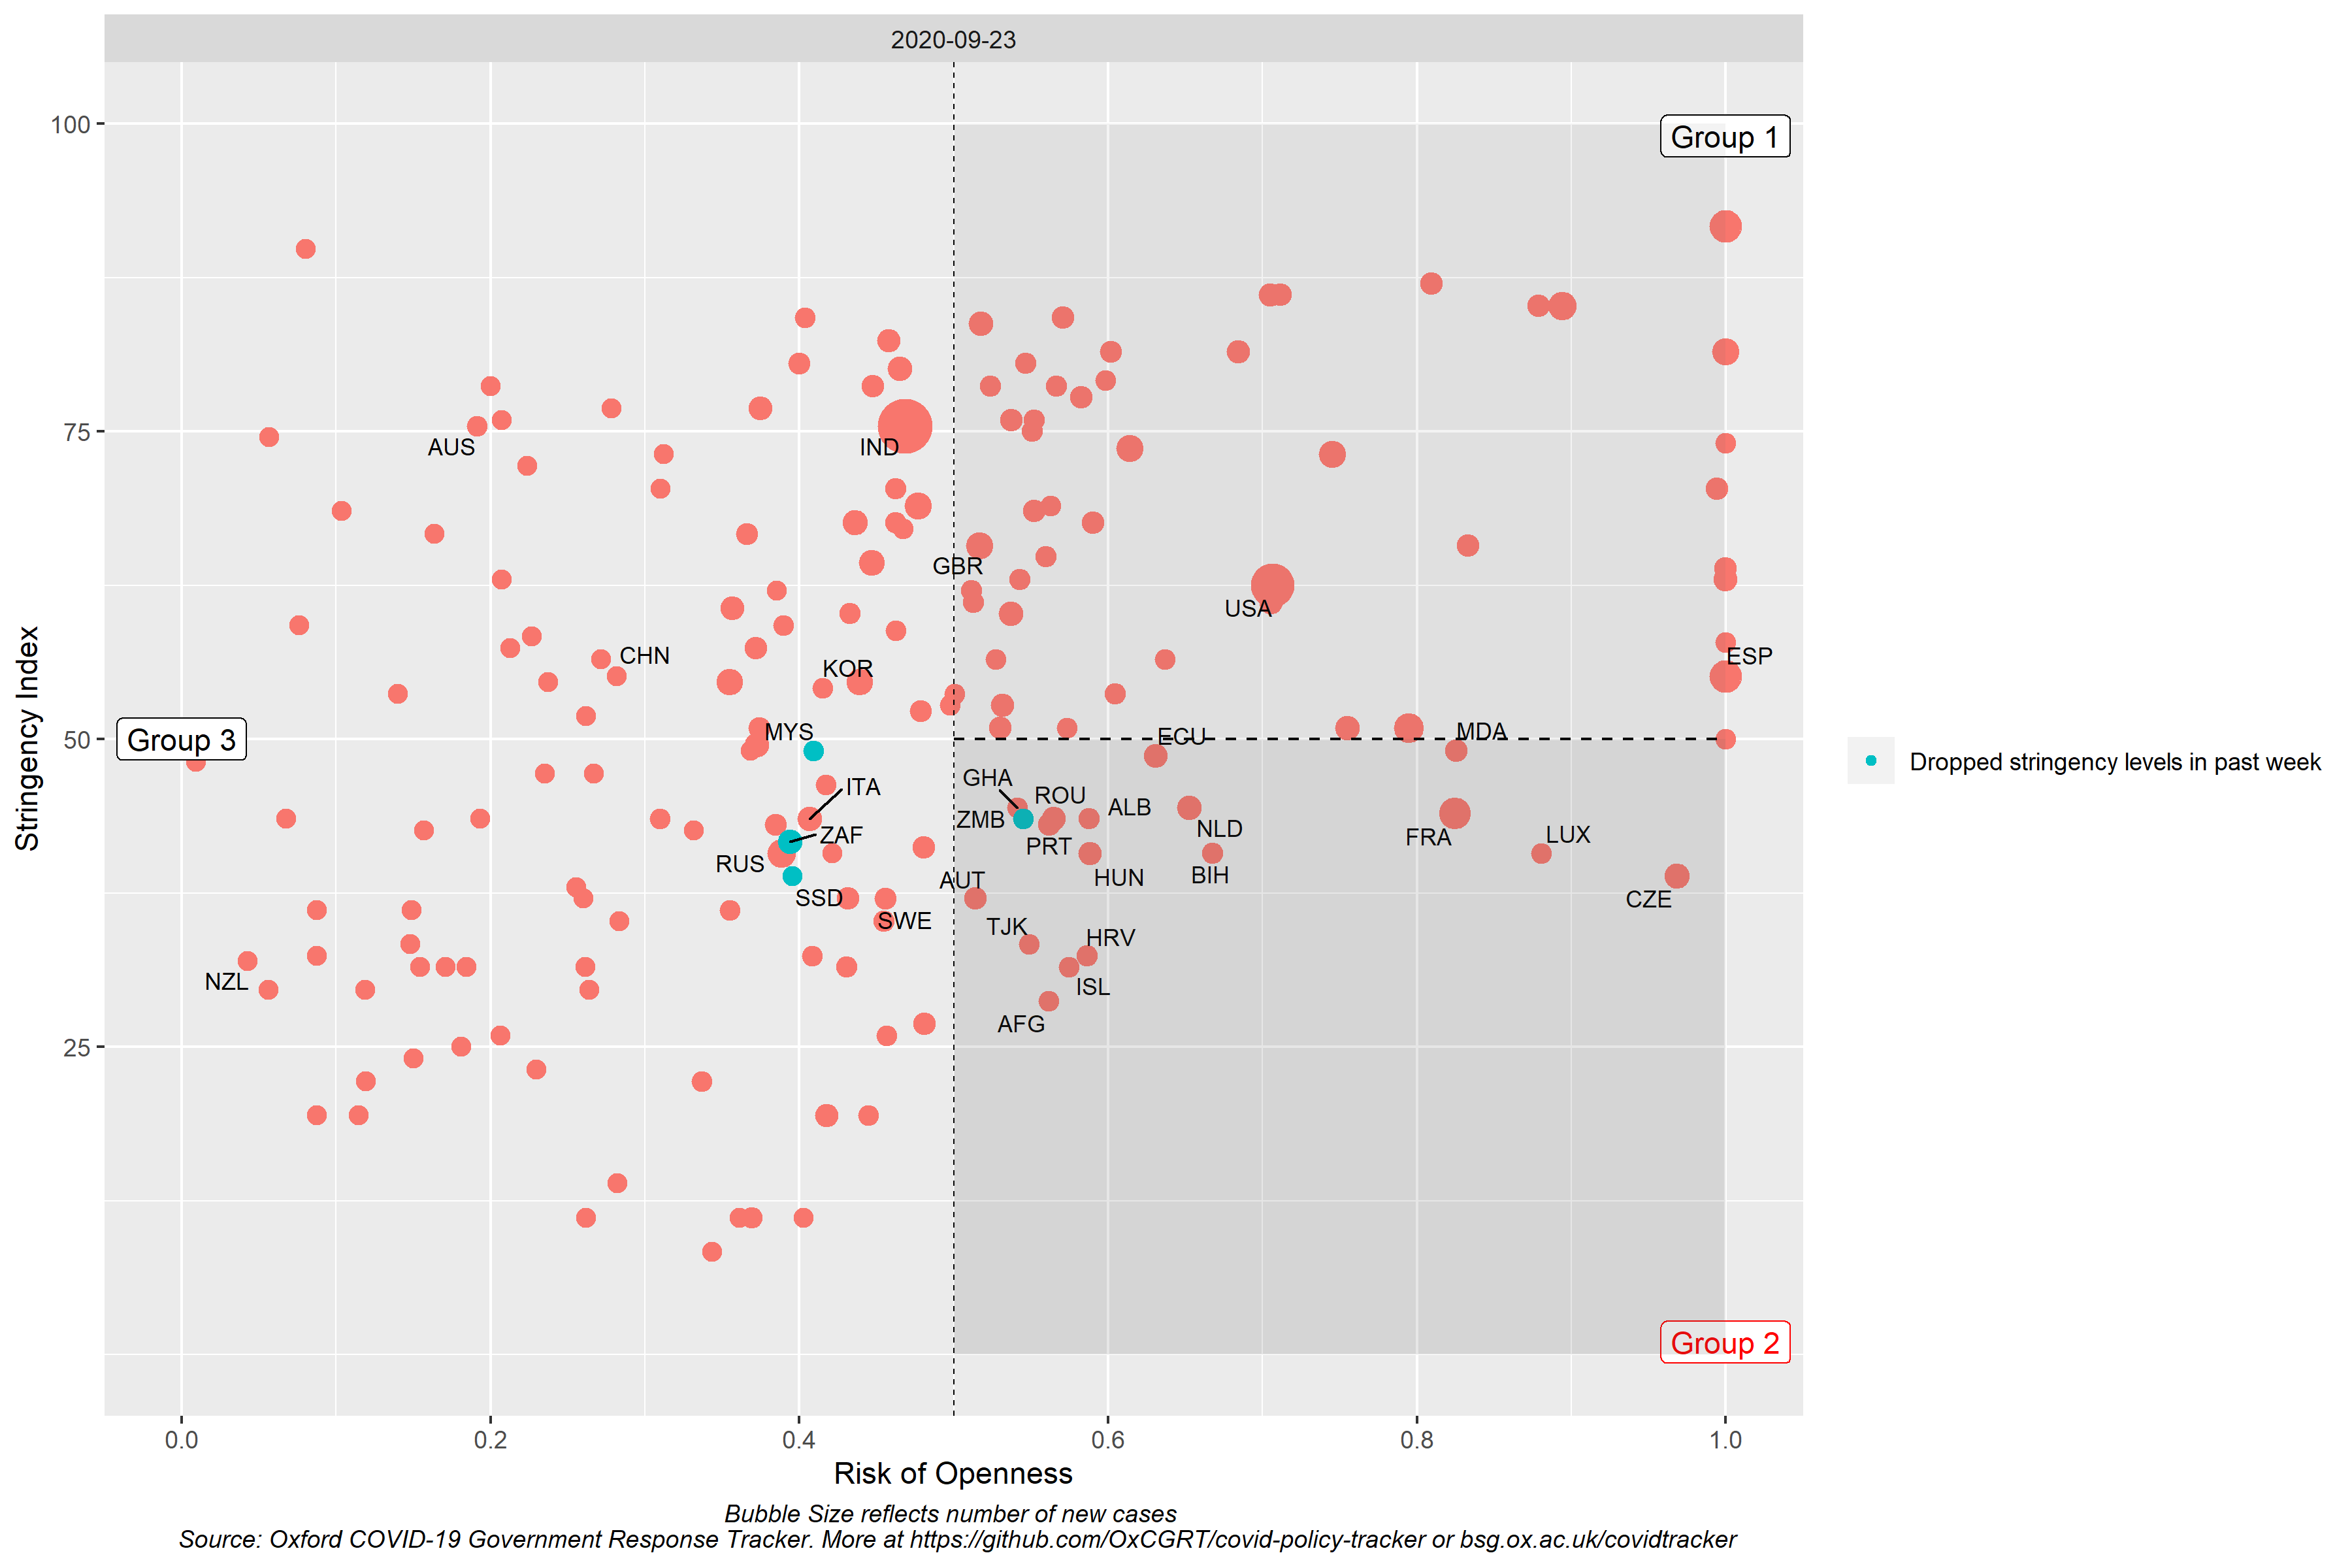 2020-09-23
100
Group 1
AUS
IND
75
GBR
USA
CHN
KOR
ESP
Group 3
50
MYS
ECU
MDA
Dropped stringency levels in past week
ITA
GHA
ROU
ALB
ZMB
NLD
ZAF
PRT
FRA
LUX
RUS
HUN
BIH
AUT
SSD
CZE
SWE
TJK
HRV
NZL
ISL
AFG
25
Group 2
Stringency Index
0.0 0.2 0.4 0.6 0.8 1.0
Risk of Openness
Bubble Size reflects number of new cases
Source: Oxford COVID-19 Government Response Tracker. More at https://github.com/OxCGRT/covid-policy-tracker or bsg.ox.ac.uk/covidtracker